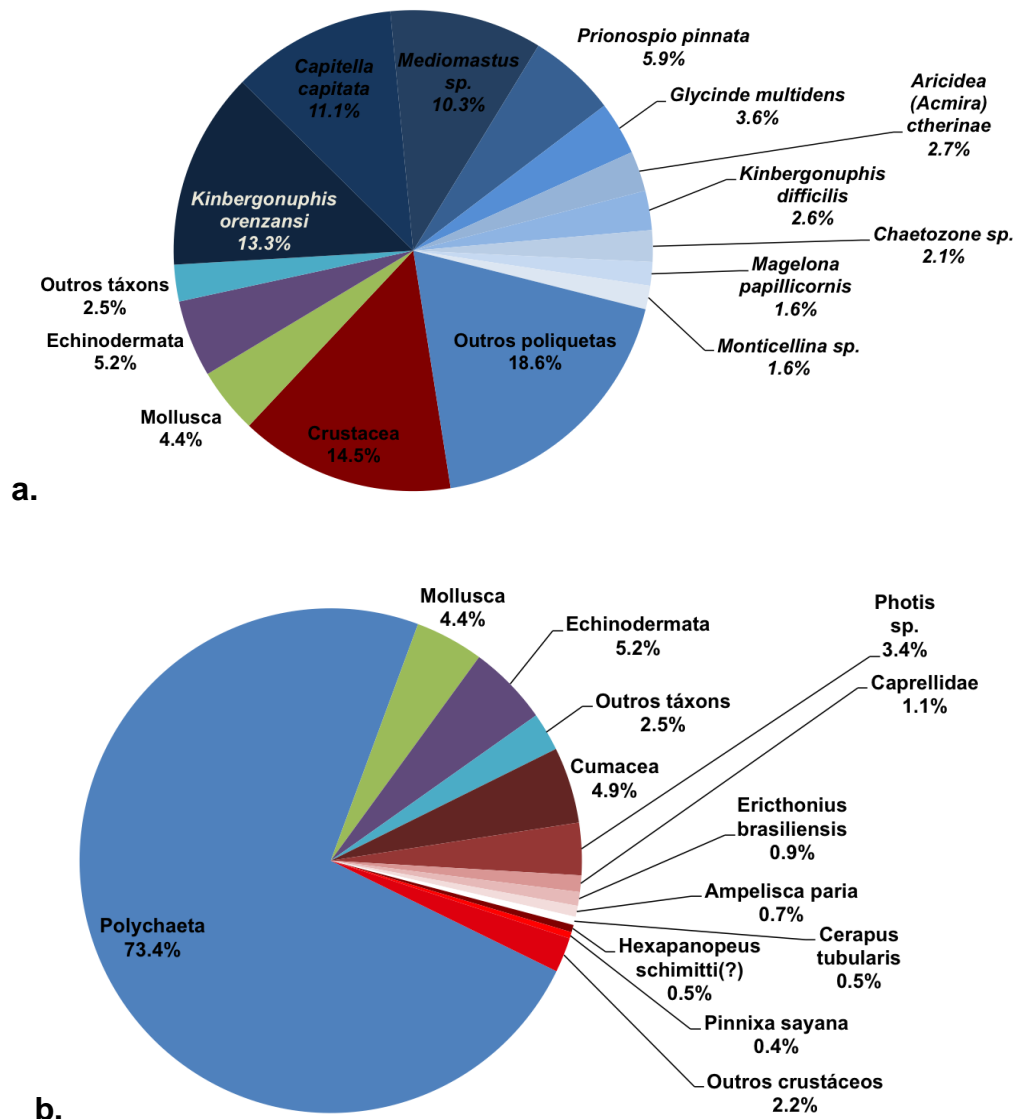 Capitella
capitata
11.1%
Mediomastus
sp.
10.3%
Prionospio pinnata
5.9%
Glycinde multidens
3.6%
Aricidea
(Acmira)
ctherinae
2.7%
Kinbergonuphis
difficilis
2.6%
Chaetozone sp.
2.1%
Magelona
papillicornis
1.6%
Monticellina sp.
1.6%
Kinbergonuphis
orenzansi
13.3%
Outros táxons
2.5%
Echinodermata
5.2%
Mollusca
4.4%
Crustacea
14.5%
Outros poliquetas
18.6%
a.
Mollusca
4.4%
Echinodermata
5.2%
Outros táxons
2.5%
Cumacea
4.9%
Photis
sp.
3.4%
Caprellidae
1.1%
Ericthonius
brasiliensis
0.9%
Ampelisca paria
0.7%
Cerapus
tubularis
0.5%
Hexapanopeus
schimitti(?)
0.5%
Pinnixa sayana
0.4%
Outros crustáceos
2.2%
Polychaeta
73.4%
b.